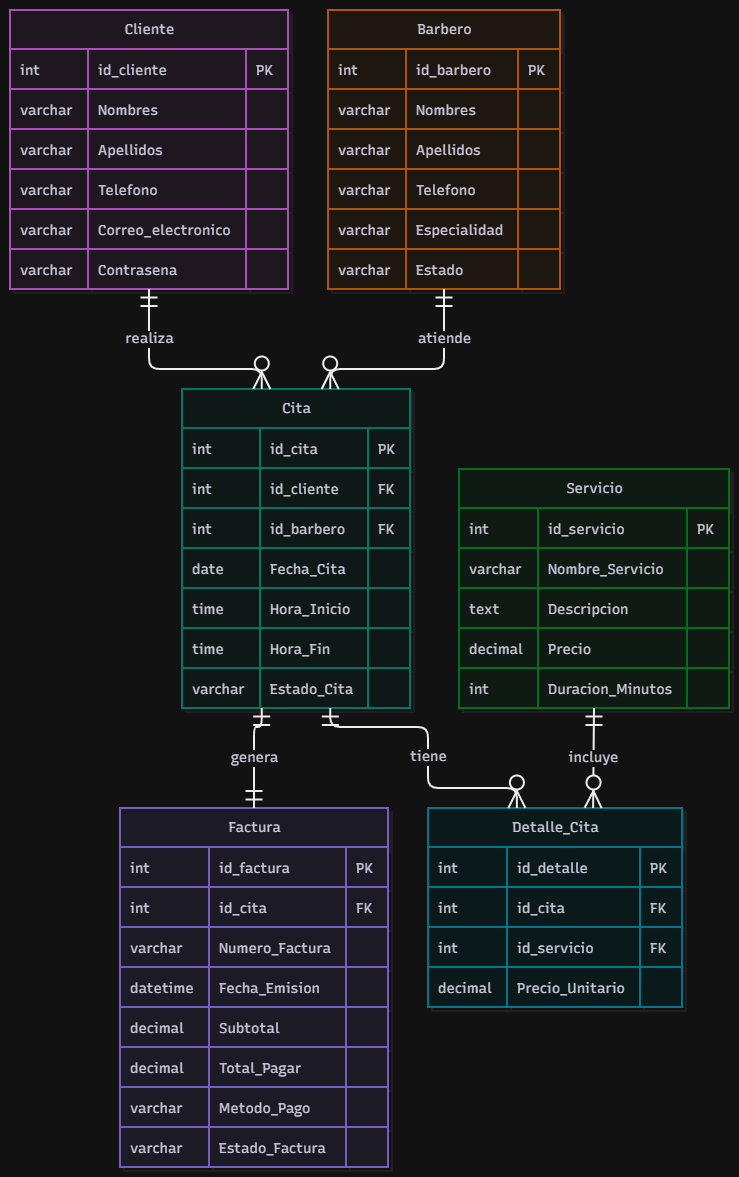 Cliente
int id_cliente PK
varchar Nombres
varchar Apellidos
varchar Telefono
varchar Correo_electronico
varchar Contrasena
Barbero
int id_barbero PK
varchar Nombres
varchar Apellidos
varchar Telefono
varchar Especialidad
varchar Estado
realiza
atiende
Cita
int id_cita PK
int id_cliente FK
int id_barbero FK
date Fecha_Cita
time Hora_Inicio
time Hora_Fin
varchar Estado_Cita
Servicio
int id_servicio PK
varchar Nombre_Servicio
text Descripcion
decimal Precio
int Duracion_Minutos
genera
tiene
incluye
Factura
int id_factura PK
int id_cita FK
varchar Numero_Factura
datetime Fecha_Emision
decimal Subtotal
decimal Total_Pagar
varchar Metodo_Pago
varchar Estado_Factura
Detalle_Cita
int id_detalle PK
int id_cita FK
int id_servicio FK
decimal Precio_Unitario